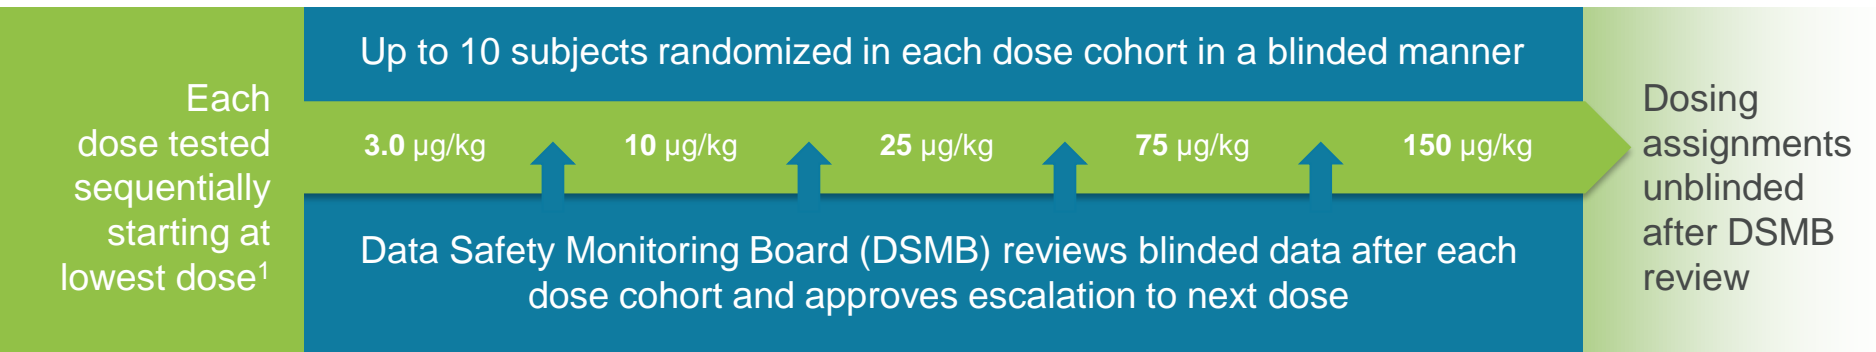 Each
dose tested
sequentially
starting at
lowest dose1
Up to 10 subjects randomized in each dose cohort in a blinded manner
3.0 µg/kg 10 µg/kg 25 µg/kg 75 µg/kg 150 µg/kg
Data Safety Monitoring Board (DSMB) reviews blinded data after each
dose cohort and approves escalation to next dose
Dosing
assignments
unblinded
after DSMB
review